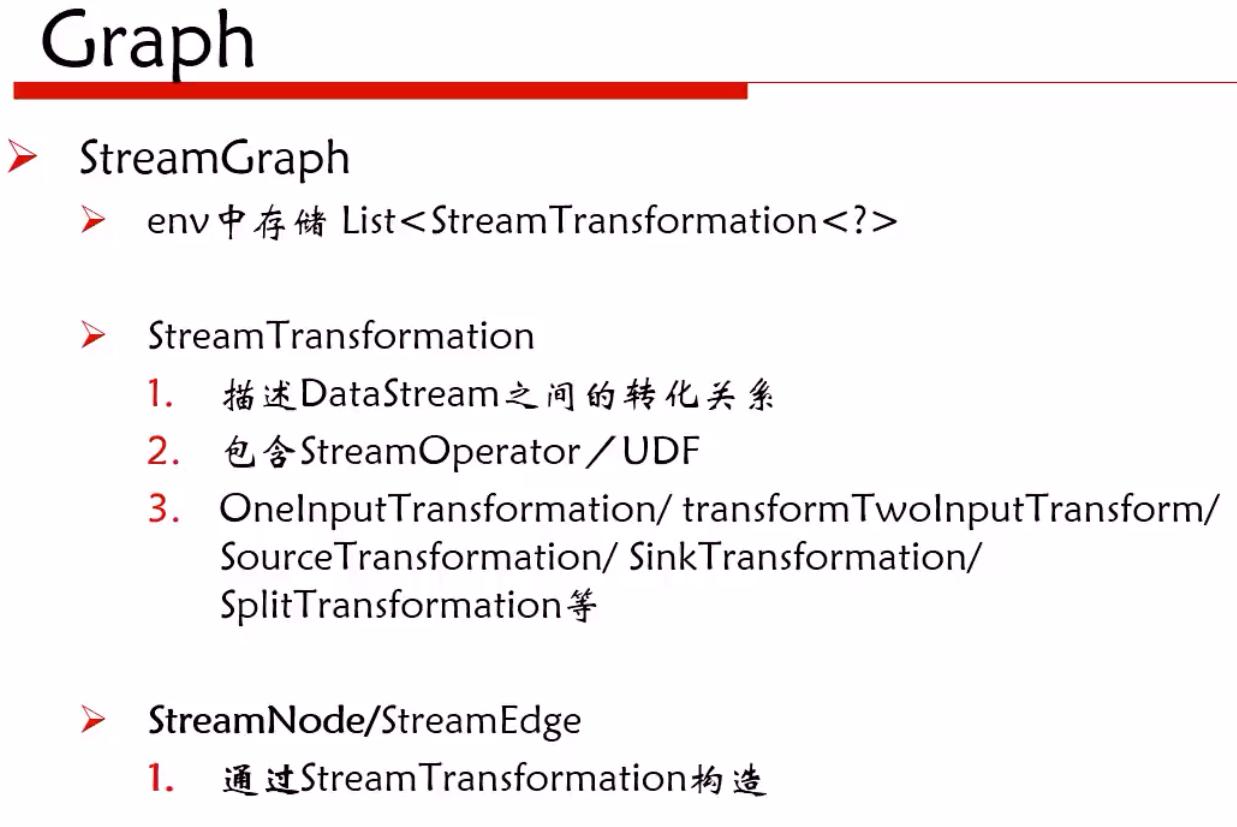 Graph
StreamGraph
env中存储 List<StreamTransformation<?>
StreamTransformation
1. 描述DataStream之间的转化关系
2. 包含StreamOperator／UDF
3. OneInputTransformation/ transformTwoInputTransform/
SourceTransformation/ SinkTransformation/
SplitTransformation等
StreamNode/StreamEdge
1. 通过StreamTransformation构造